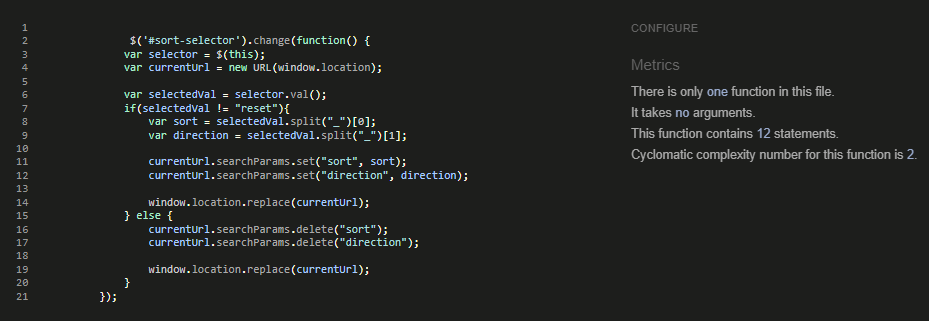 1
2 $('#sort-selector').change(function() {
3 var selector = $(this);
4 var currentUrl = new URL(window.location);
5
6 var selectedVal = selector.val();
7 if(selectedVal != "reset"){
8 var sort = selectedVal.split("_")[0];
9 var direction = selectedVal.split("_")[1];
10
11 currentUrl.searchParams.set("sort", sort);
12 currentUrl.searchParams.set("direction", direction);
13
14 window.location.replace(currentUrl);
15 } else {
16 currentUrl.searchParams.delete("sort");
17 currentUrl.searchParams.delete("direction");
18
19 window.location.replace(currentUrl);
20 }
21 });
CONFIGURE
Metrics
There is only one function in this file.
It takes no arguments.
This function contains 12 statements.
Cyclomatic complexity number for this function is 2.